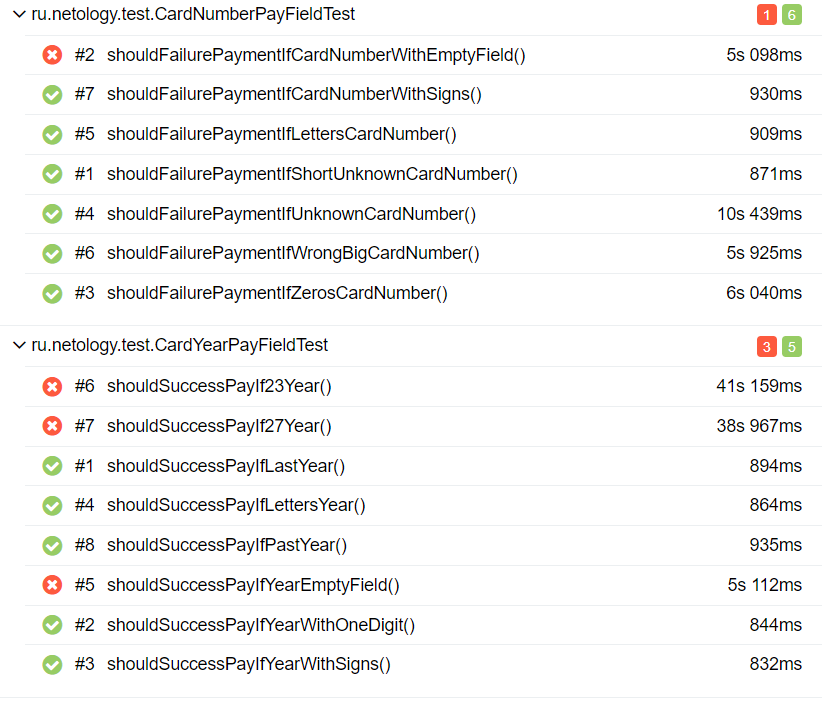 ru.netology.test.CardNumberPayFieldTest 1 6
#2 shouldFailurePaymentIfCardNumberWithEmptyField() 5s 098ms
#7 shouldFailurePaymentIfCardNumberWithSigns() 930ms
#5 shouldFailurePaymentIfLettersCardNumber() 909ms
#1 shouldFailurePaymentIfShortUnknownCardNumber() 871ms
#4 shouldFailurePaymentIfUnknownCardNumber() 10s 439ms
#6 shouldFailurePaymentIfWrongBigCardNumber() 5s 925ms
#3 shouldFailurePaymentIfZerosCardNumber() 6s 040ms
ru.netology.test.CardYearPayFieldTest 3 5
#6 shouldSuccessPayIf23Year() 41s 159ms
#7 shouldSuccessPayIf27Year() 38s 967ms
#1 shouldSuccessPayIfLastYear() 894ms
#4 shouldSuccessPayIfLettersYear() 864ms
#8 shouldSuccessPayIfPastYear() 935ms
#5 shouldSuccessPayIfYearEmptyField() 5s 112ms
#2 shouldSuccessPayIfYearWithOneDigit() 844ms
#3 shouldSuccessPayIfYearWithSigns() 832ms